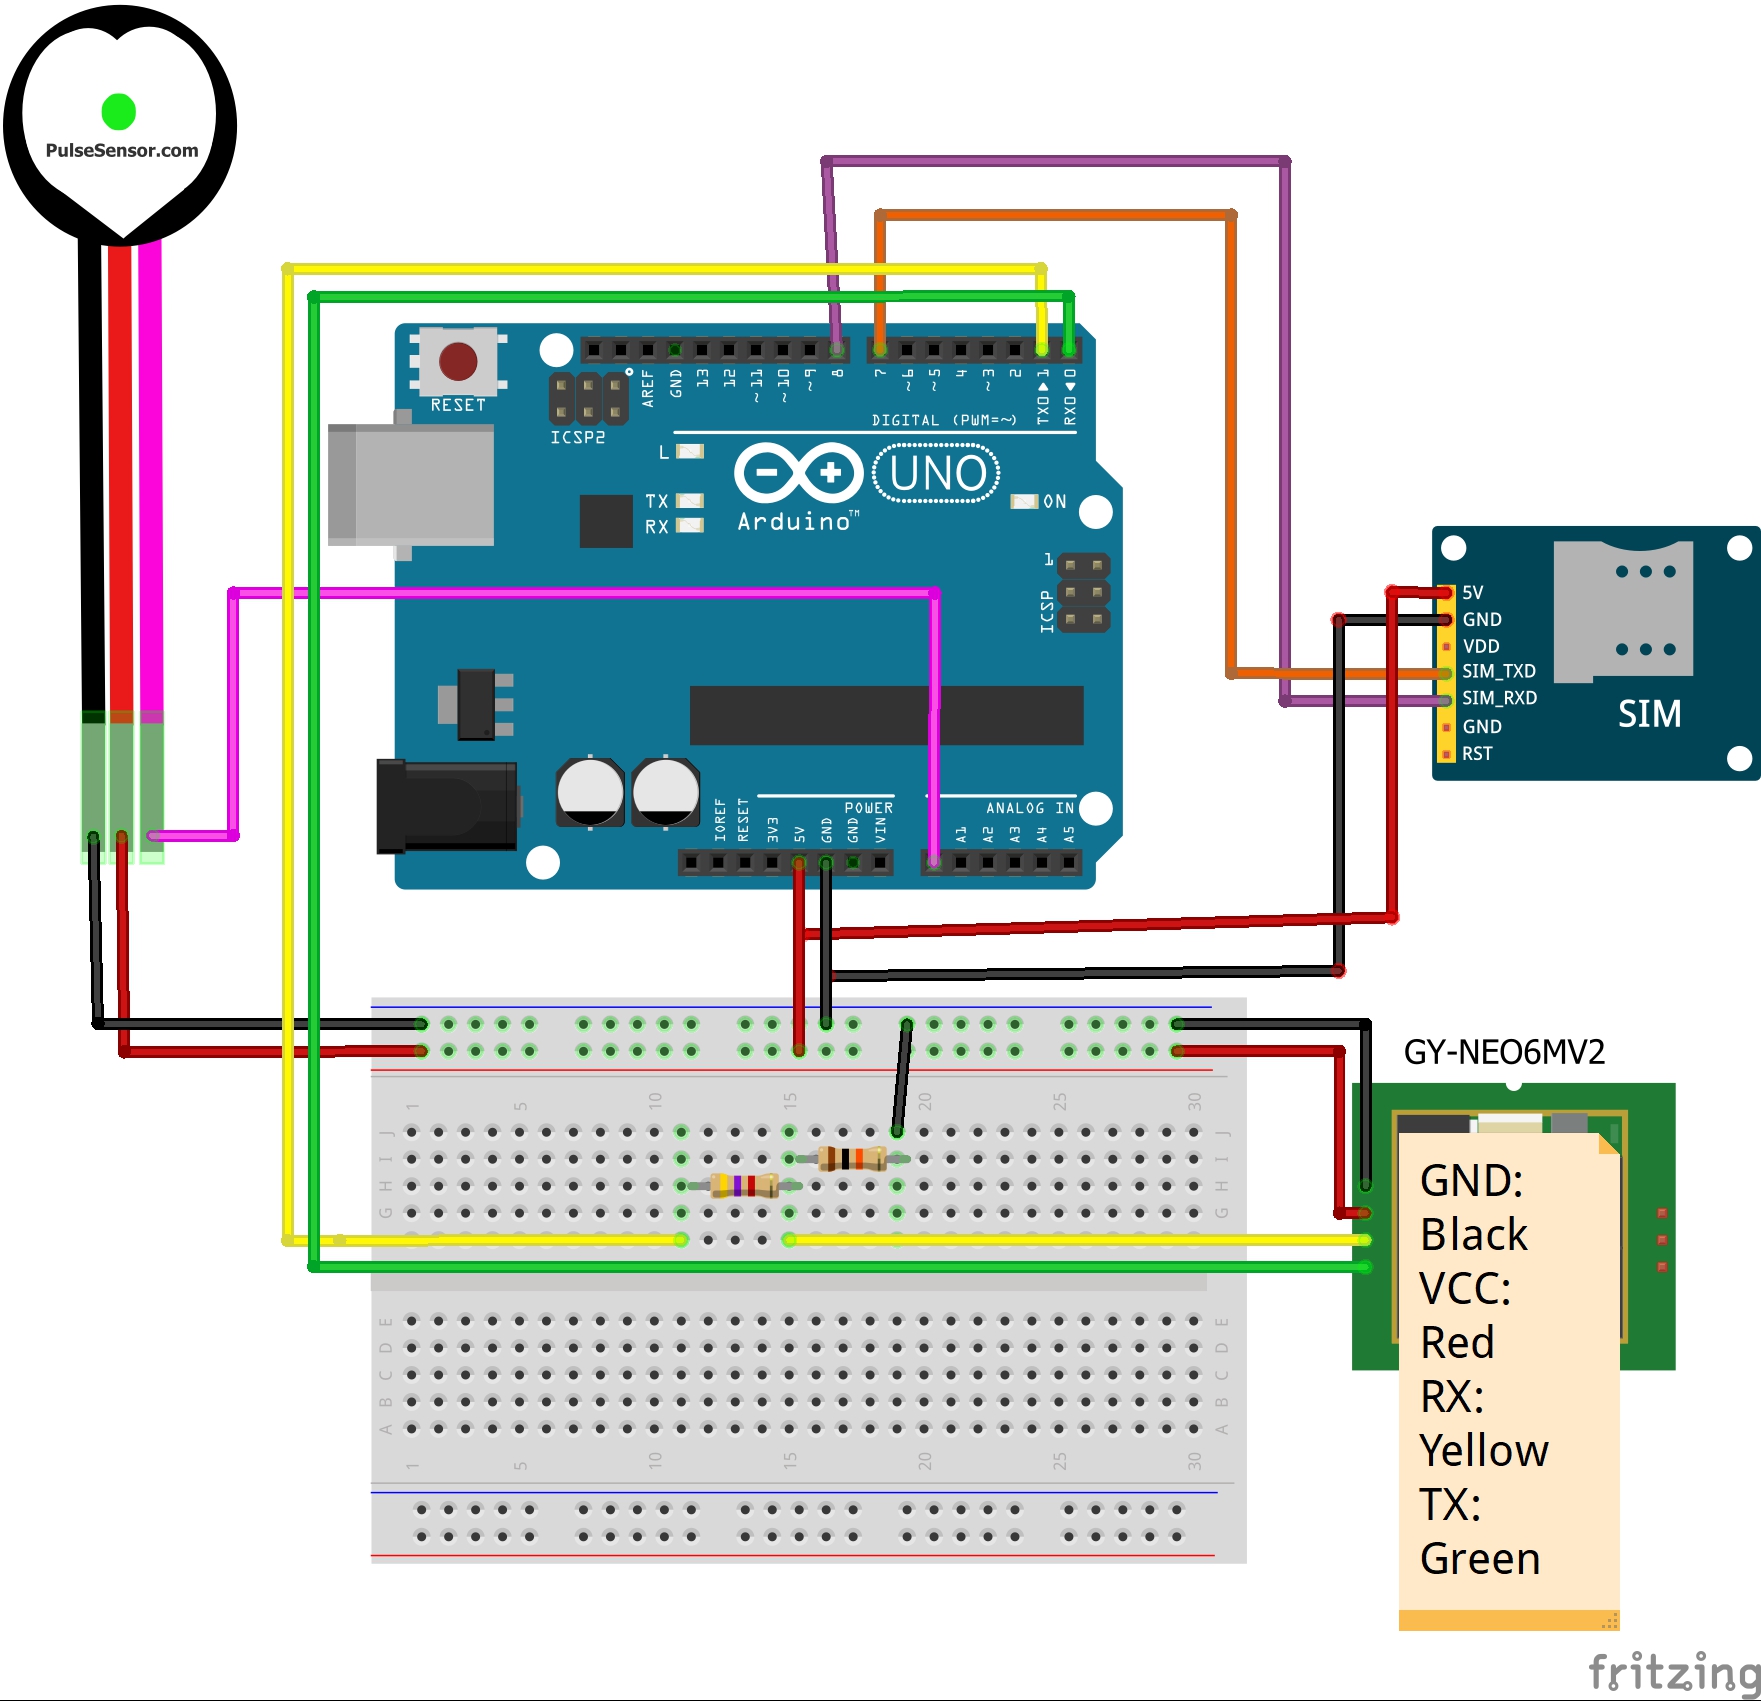 PulseSensor.com
RESET
ICSP2
AREF
GND
13
12
~11
~10
~9
8
7
~6
~5
4
~3
2
TX0▶1
RX0◀0
DIGITAL (PWM=~)
L
TX
RX
Arduino™
UNO
ON
1
ICSP
IOREF
RESET
3V3
5V
GND
GND
VIN
POWER
ANALOG IN
A1
A2
A3
A4
A5
5V
GND
VDD
SIM_TXD
SIM_RXD
GND
RST
SIM
GY-NEO6MV2
1 5 10 15 20 25 30
J J
I I
H H
G G
E E
D D
C C
B B
A A
1 5 10 15 20 25 30
GND:
Black
VCC:
Red
RX:
Yellow
TX:
Green
fritzing